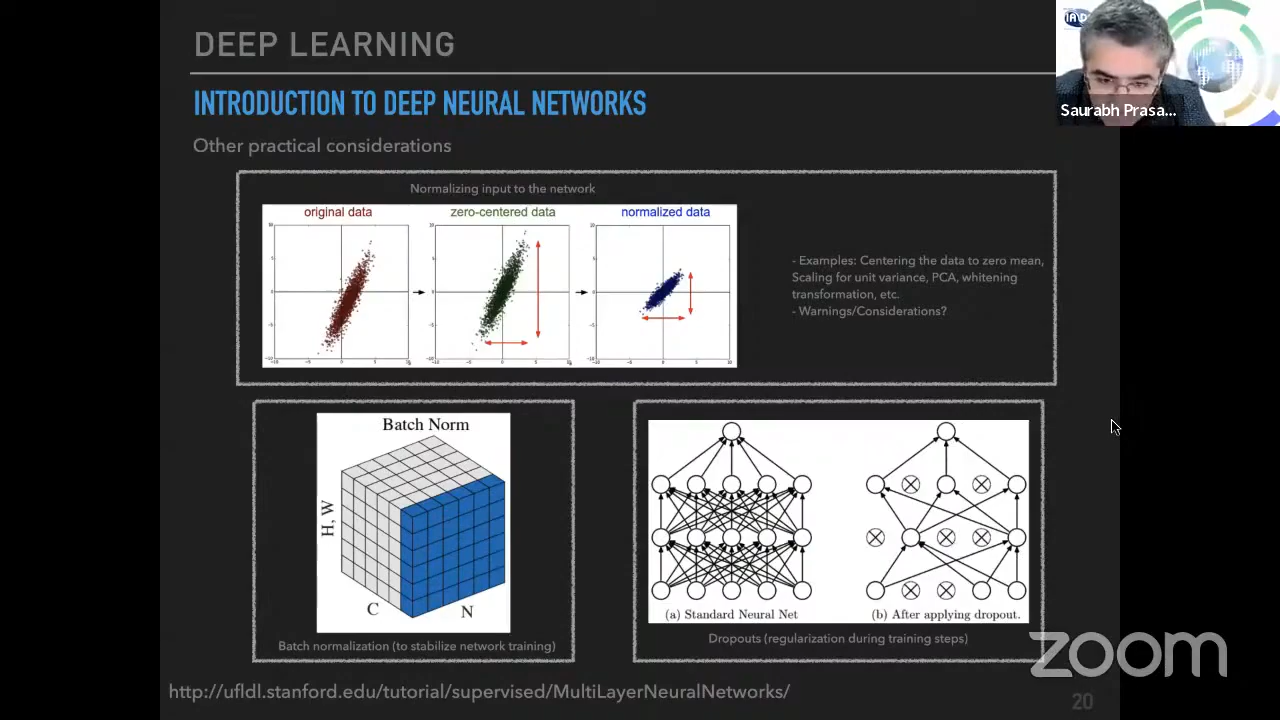 DEEP LEARNING
INTRODUCTION TO DEEP NEURAL NETWORKS
Saurabh Prasa...
Other practical considerations
Normalizing input to the network
original data
zero-centered data
normalized data
- Examples: Centering the data to zero mean,
Scaling for unit variance, PCA, whitening
transformation, etc.
- Warnings/Considerations?
Batch Norm
H, W
C
N
Batch normalization (to stabilize network training)
(a) Standard Neural Net
(b) After applying dropout.
Dropouts (regularization during training steps)
zoom
http://ufldl.stanford.edu/tutorial/supervised/MultiLayerNeuralNetworks/
20